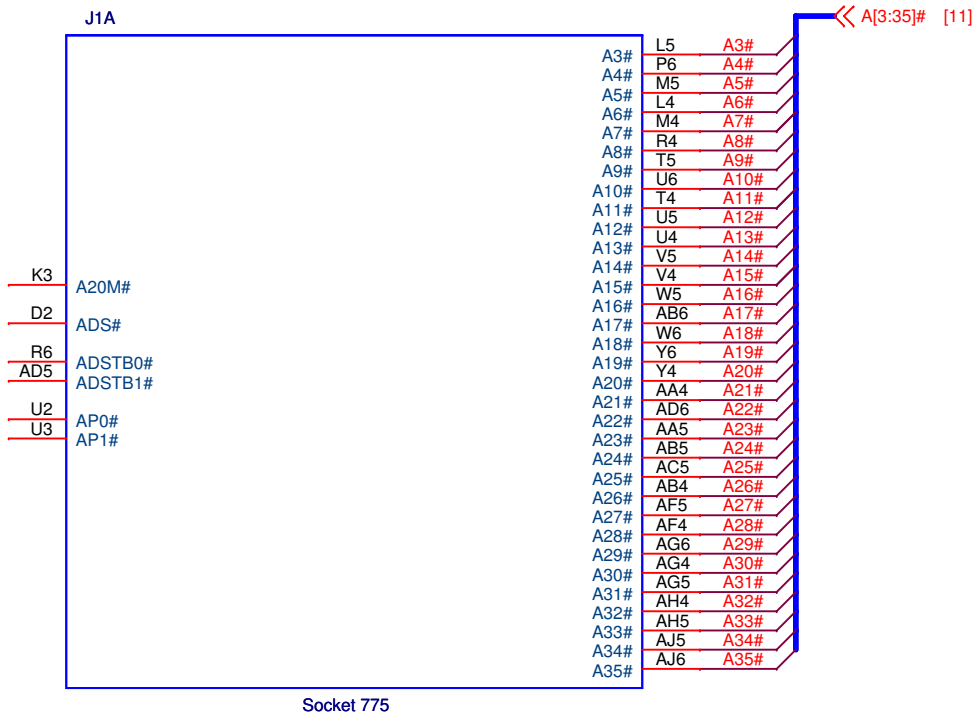 J1A
A[3:35]# [11]
A3# L5 A3#
A4# P6 A4#
A5# M5 A5#
A6# L4 A6#
A7# M4 A7#
A8# R4 A8#
A9# T5 A9#
A10# U6 A10#
A11# T4 A11#
A12# U5 A12#
A13# U4 A13#
A14# V5 A14#
K3 A20M# A15# V4 A15#
A16# W5 A16#
D2 ADS# A17# AB6 A17#
A18# W6 A18#
R6 ADSTB0# A19# Y6 A19#
AD5 ADSTB1# A20# Y4 A20#
A21# AA4 A21#
U2 AP0# A22# AD6 A22#
U3 AP1# A23# AA5 A23#
A24# AB5 A24#
A25# AC5 A25#
A26# AB4 A26#
A27# AF5 A27#
A28# AF4 A28#
A29# AG6 A29#
A30# AG4 A30#
A31# AG5 A31#
A32# AH4 A32#
A33# AH5 A33#
A34# AJ5 A34#
A35# AJ6 A35#
Socket 775